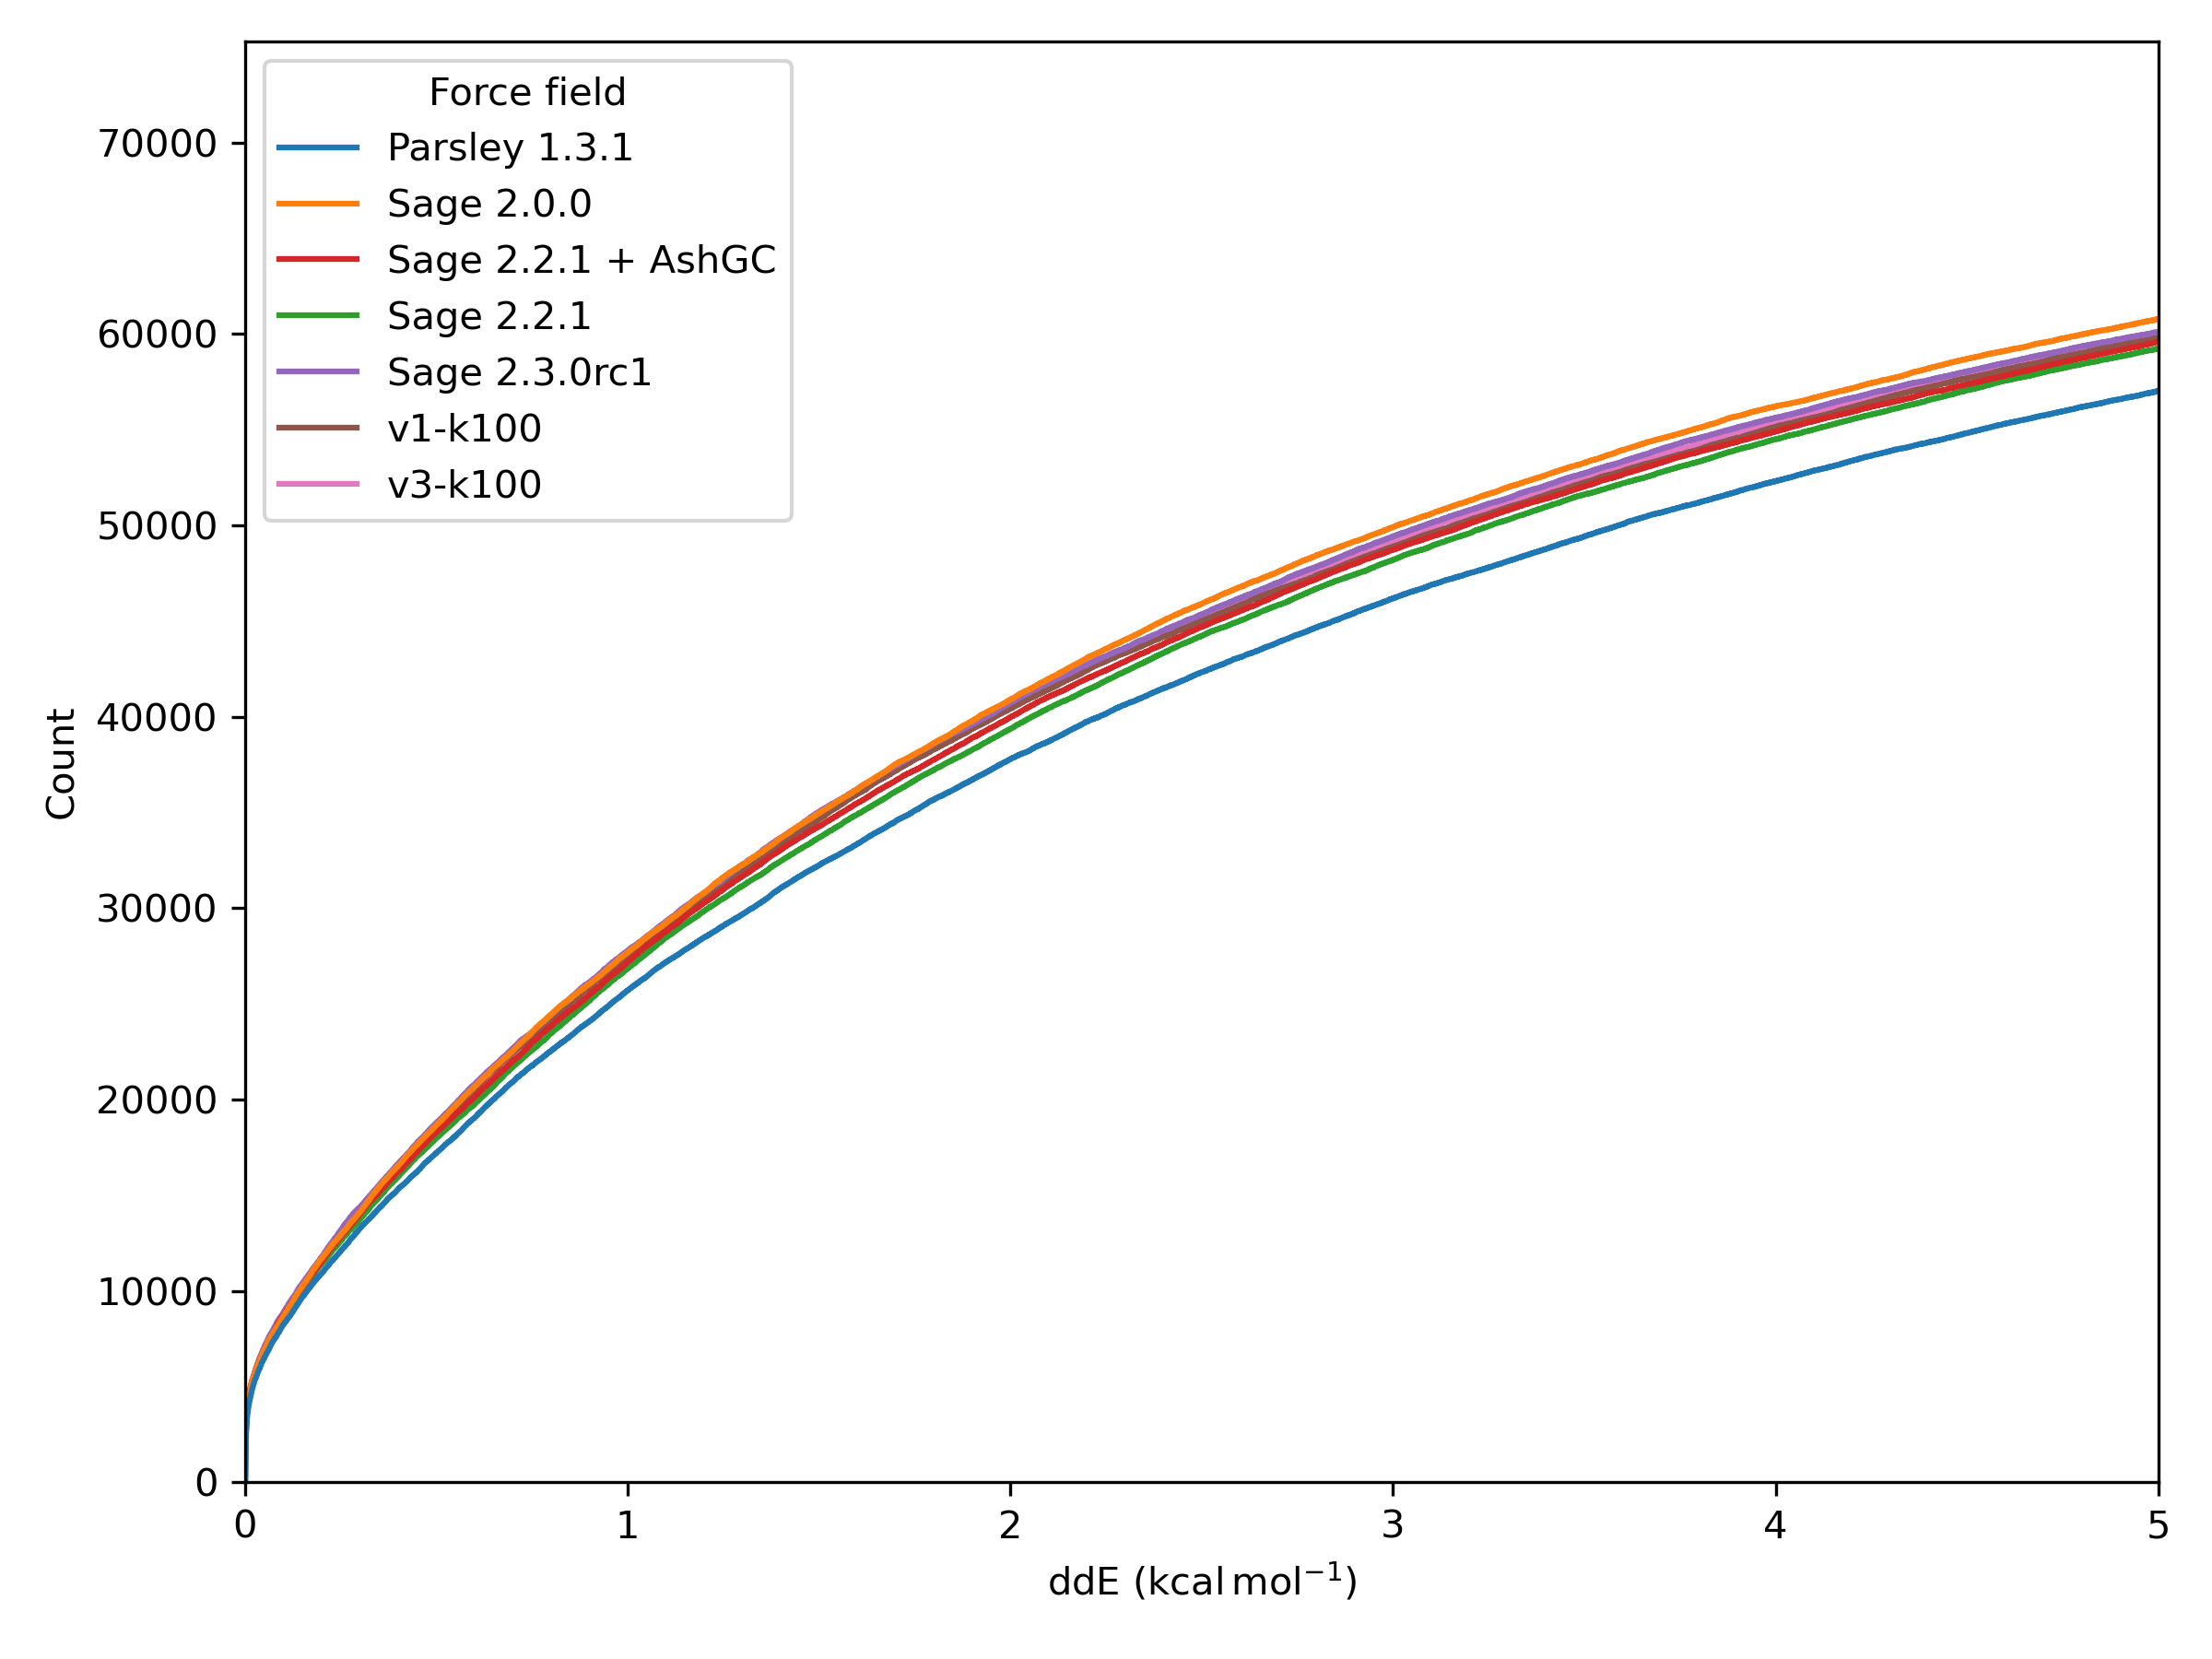 Force field
Parsley 1.3.1
Sage 2.0.0
Sage 2.2.1 + AshGC
Sage 2.2.1
Sage 2.3.0rc1
v1-k100
v3-k100
70000
60000
50000
40000
30000
20000
10000
0
Count
0 1 2 3 4 5
ddE (kcal mol⁻¹)